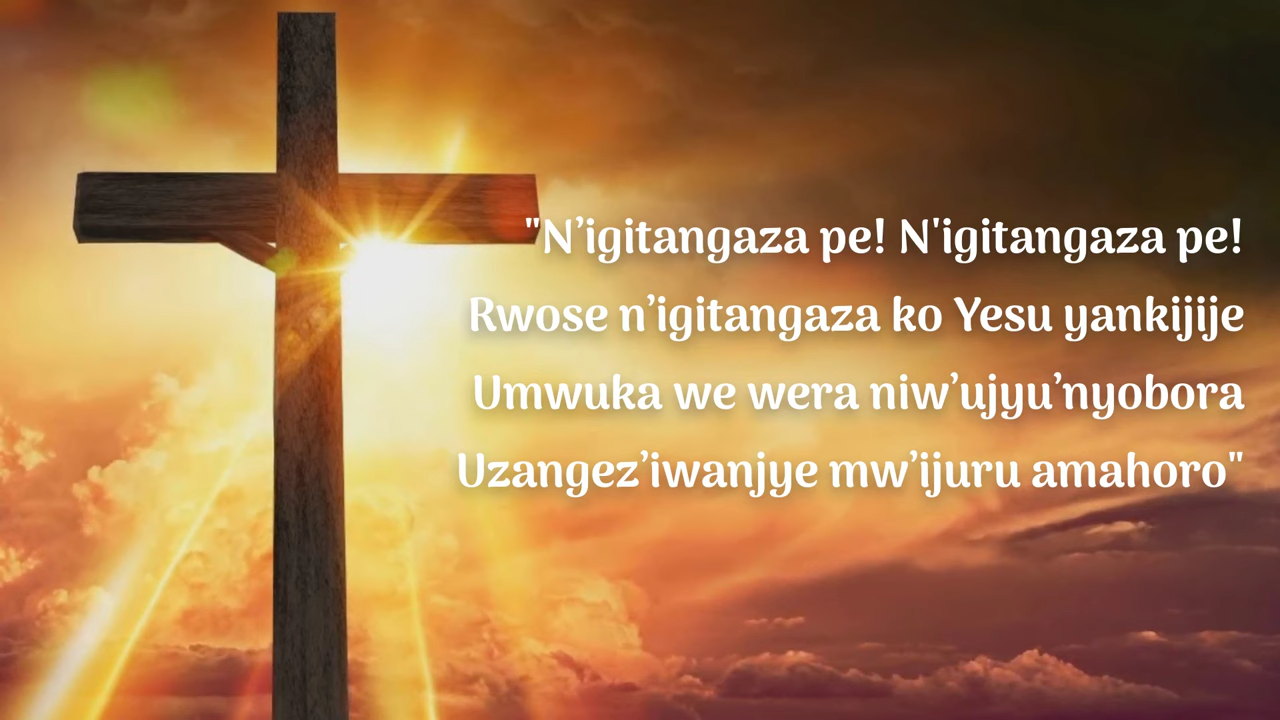 "N’igitangaza pe! N'igitangaza pe!
Rwose n’igitangaza ko Yesu yankijije
Umwuka we wera niw’ujyu’nyobora
Uzangez’iwanjye mw’ijuru amahoro"